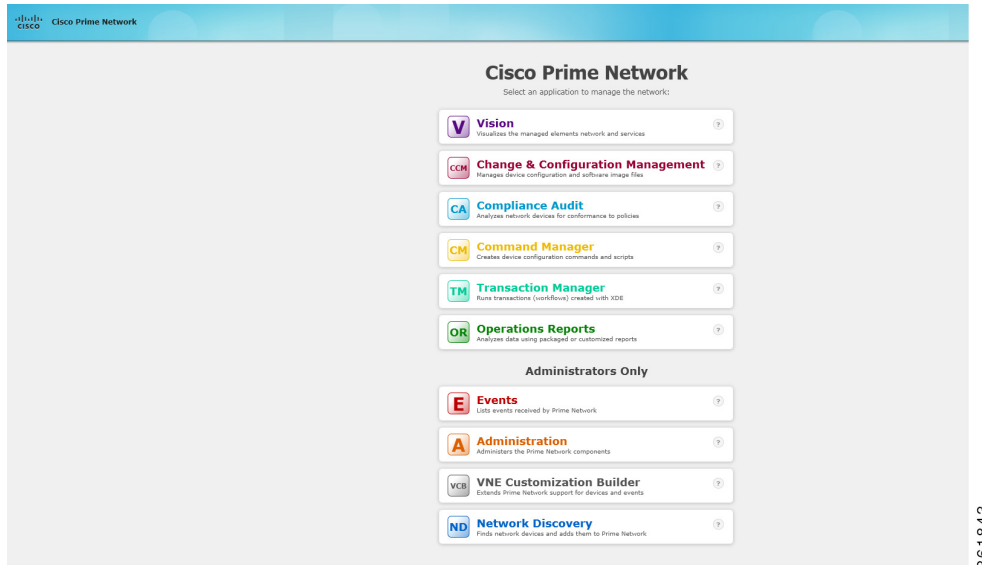 CISCO Cisco Prime Network
Cisco Prime Network
Select an application to manage the network:
V Vision ?
Visualizes the managed elements network and services
CCM Change & Configuration Management ?
Manages device configuration and software image files
CA Compliance Audit ?
Analyzes network devices for conformance to policies
CM Command Manager ?
Creates device configuration commands and scripts
TM Transaction Manager ?
Runs transactions (workflows) created with XDE
OR Operations Reports ?
Analyzes data using packaged or customized reports
Administrators Only
E Events ?
Lists events received by Prime Network
A Administration ?
Administers the Prime Network components
VCB VNE Customization Builder ?
Extends Prime Network support for devices and events
ND Network Discovery ?
Finds network devices and adds them to Prime Network